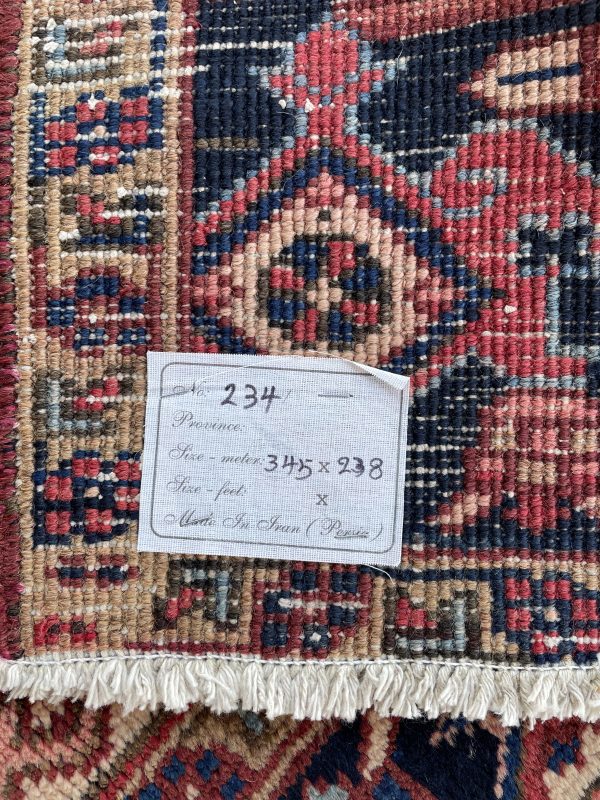 No: 234
Province:
Size - meter: 345 x 238
Size - feet: x
Made In Iran ( Persia )